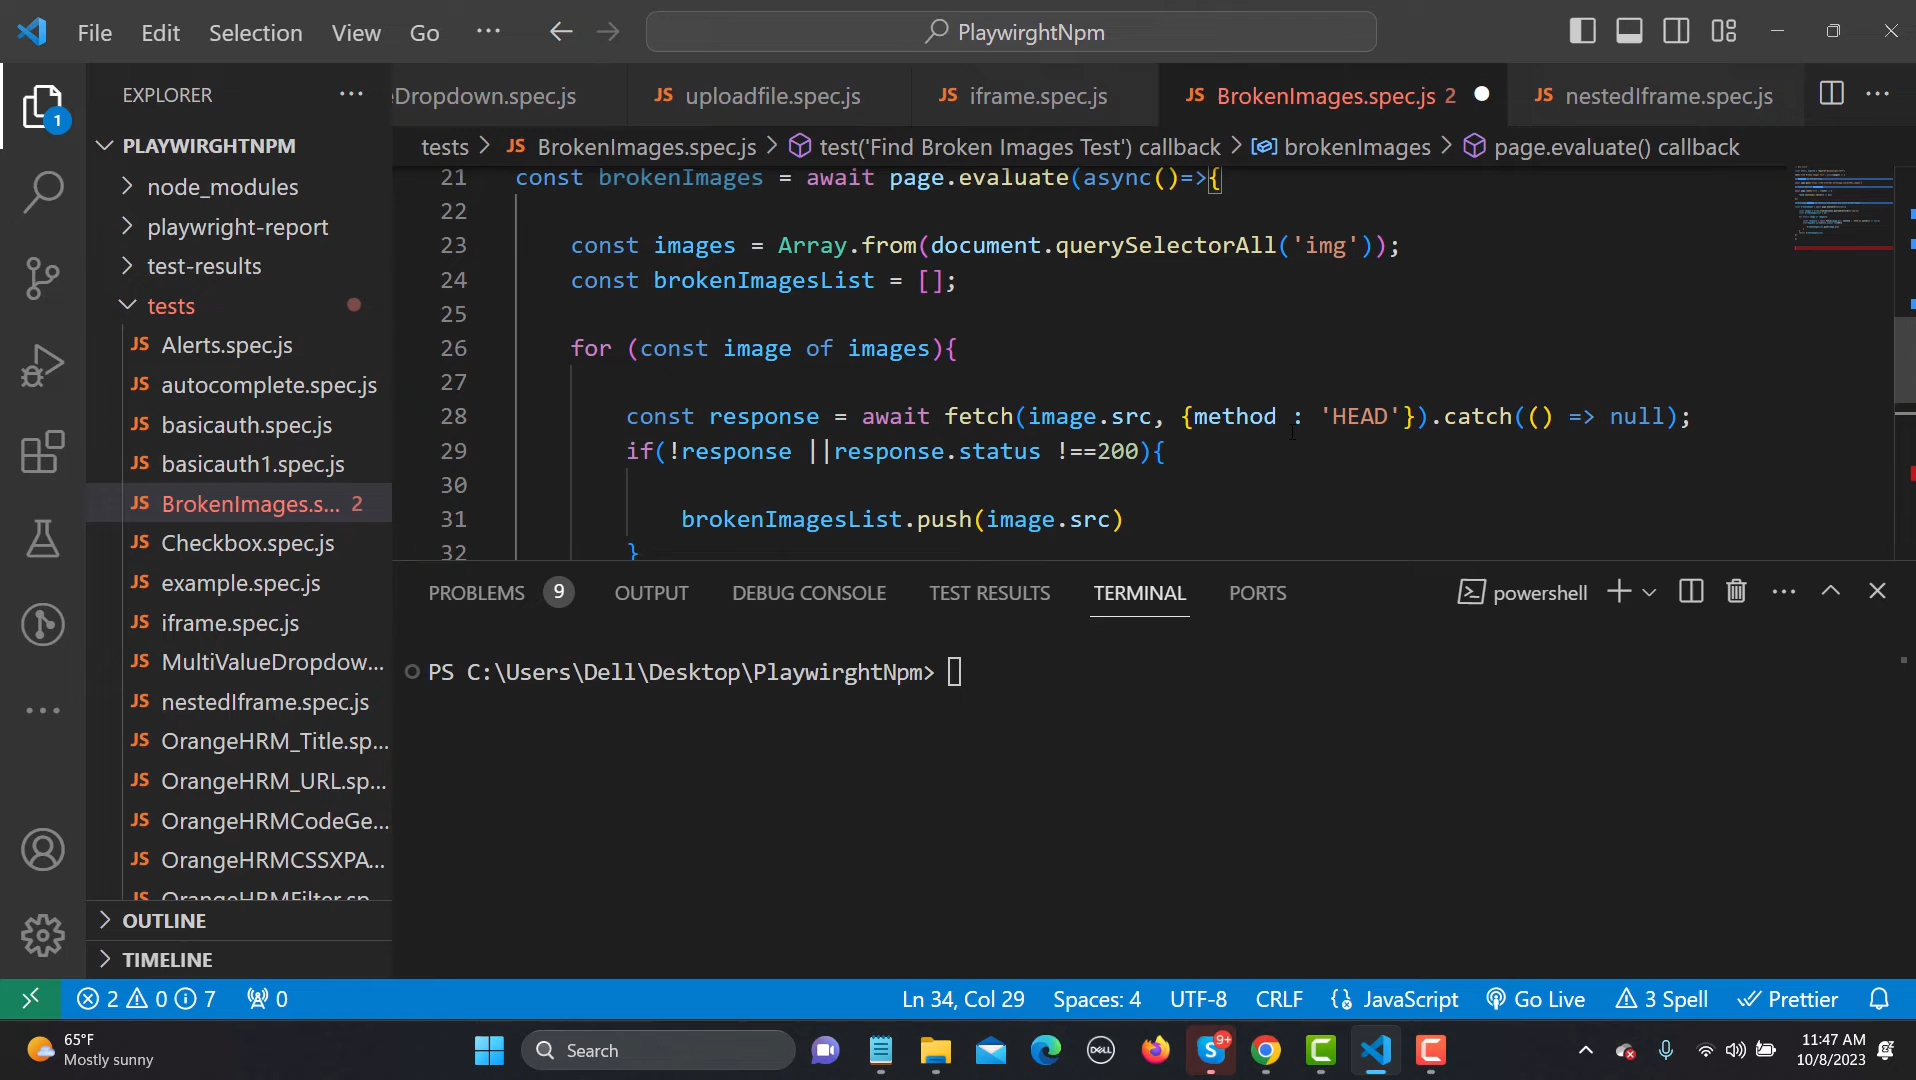 File Edit Selection View Go ··· PlaywirghtNpm
EXPLORER ···
1
PLAYWIRGHTNPM
node_modules
playwright-report
test-results
tests
JS Alerts.spec.js
JS autocomplete.spec.js
JS basicauth.spec.js
JS basicauth1.spec.js
JS BrokenImages.s... 2
JS Checkbox.spec.js
JS example.spec.js
JS iframe.spec.js
JS MultiValueDropdow...
JS nestedIframe.spec.js
JS OrangeHRM_Title.sp...
JS OrangeHRM_URL.sp...
JS OrangeHRMCodeGe...
JS OrangeHRMCSSXPA...
JS OrangeHRMFilter.sp...
OUTLINE
TIMELINE
Dropdown.spec.js JS uploadfile.spec.js JS iframe.spec.js JS BrokenImages.spec.js 2 JS nestedIframe.spec.js ···
tests > JS BrokenImages.spec.js > test('Find Broken Images Test') callback > brokenImages > page.evaluate() callback
21 const brokenImages = await page.evaluate(async()=>{
22
23 const images = Array.from(document.querySelectorAll('img'));
24 const brokenImagesList = [];
25
26 for (const image of images){
27
28 const response = await fetch(image.src, {method : 'HEAD'}).catch(() => null);
29 if(!response ||response.status !==200){
30
31 brokenImagesList.push(image.src)
32 }
PROBLEMS 9 OUTPUT DEBUG CONSOLE TEST RESULTS TERMINAL PORTS powershell ···
PS C:\Users\Dell\Desktop\PlaywirghtNpm>
2 0 7 0 Ln 34, Col 29 Spaces: 4 UTF-8 CRLF JavaScript Go Live 3 Spell Prettier
65°F
Mostly sunny
Search
DELL
9+
11:47 AM
10/8/2023